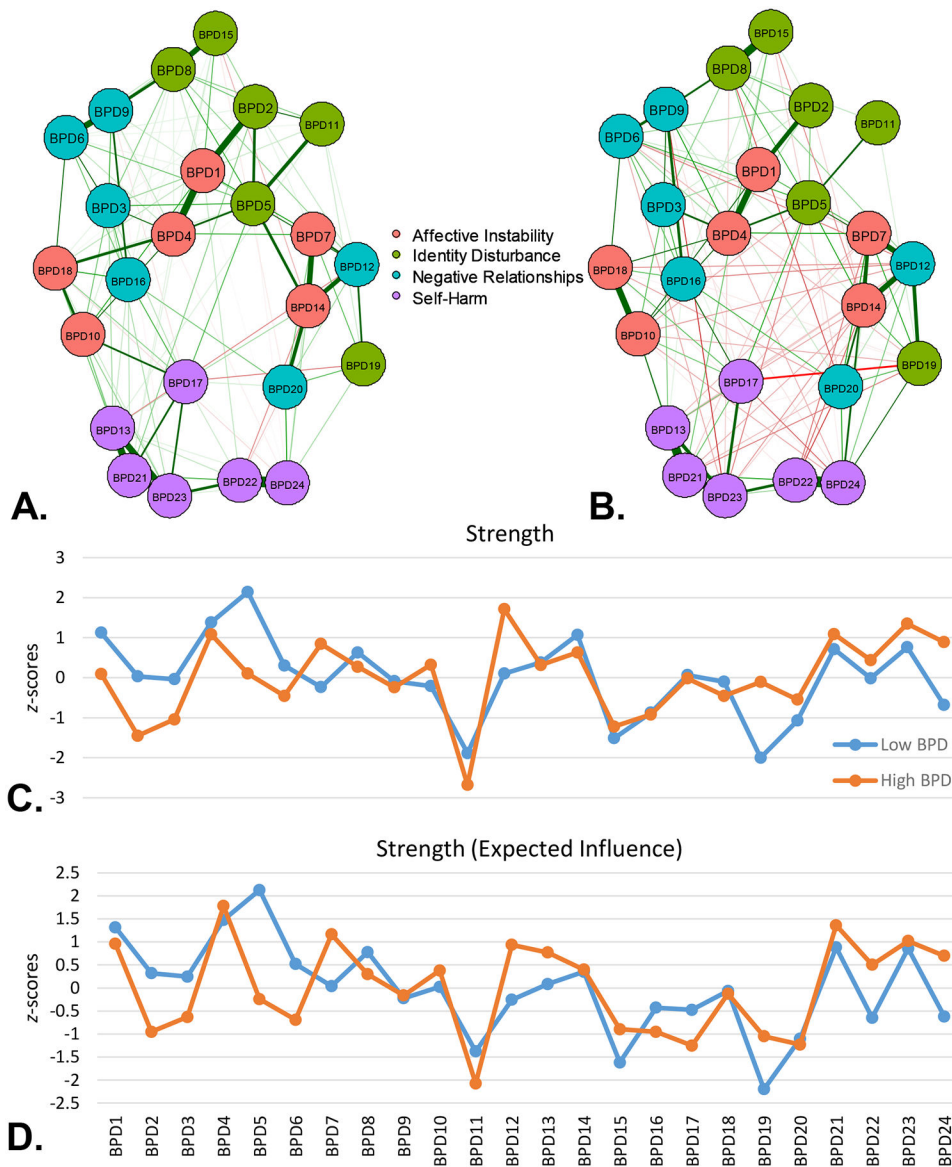 BPD15
BPD8
BPD9
BPD2
BPD6
BPD11
BPD1
BPD3
BPD5
BPD4
BPD7
BPD18
BPD16
BPD12
BPD14
BPD10
BPD17
BPD20
BPD19
BPD13
BPD21
BPD23
BPD22
BPD24
A.
Affective Instability
Identity Disturbance
Negative Relationships
Self-Harm
BPD15
BPD8
BPD9
BPD2
BPD6
BPD11
BPD1
BPD3
BPD5
BPD4
BPD7
BPD18
BPD16
BPD12
BPD14
BPD10
BPD17
BPD20
BPD19
BPD13
BPD21
BPD23
BPD22
BPD24
B.
Strength
3
2
1
0
-1
-2
-3
z-scores
Low BPD
High BPD
C.
Strength (Expected Influence)
2.5
2
1.5
1
0.5
0
-0.5
-1
-1.5
-2
-2.5
z-scores
BPD1
BPD2
BPD3
BPD4
BPD5
BPD6
BPD7
BPD8
BPD9
BPD10
BPD11
BPD12
BPD13
BPD14
BPD15
BPD16
BPD17
BPD18
BPD19
BPD20
BPD21
BPD22
BPD23
BPD24
D.